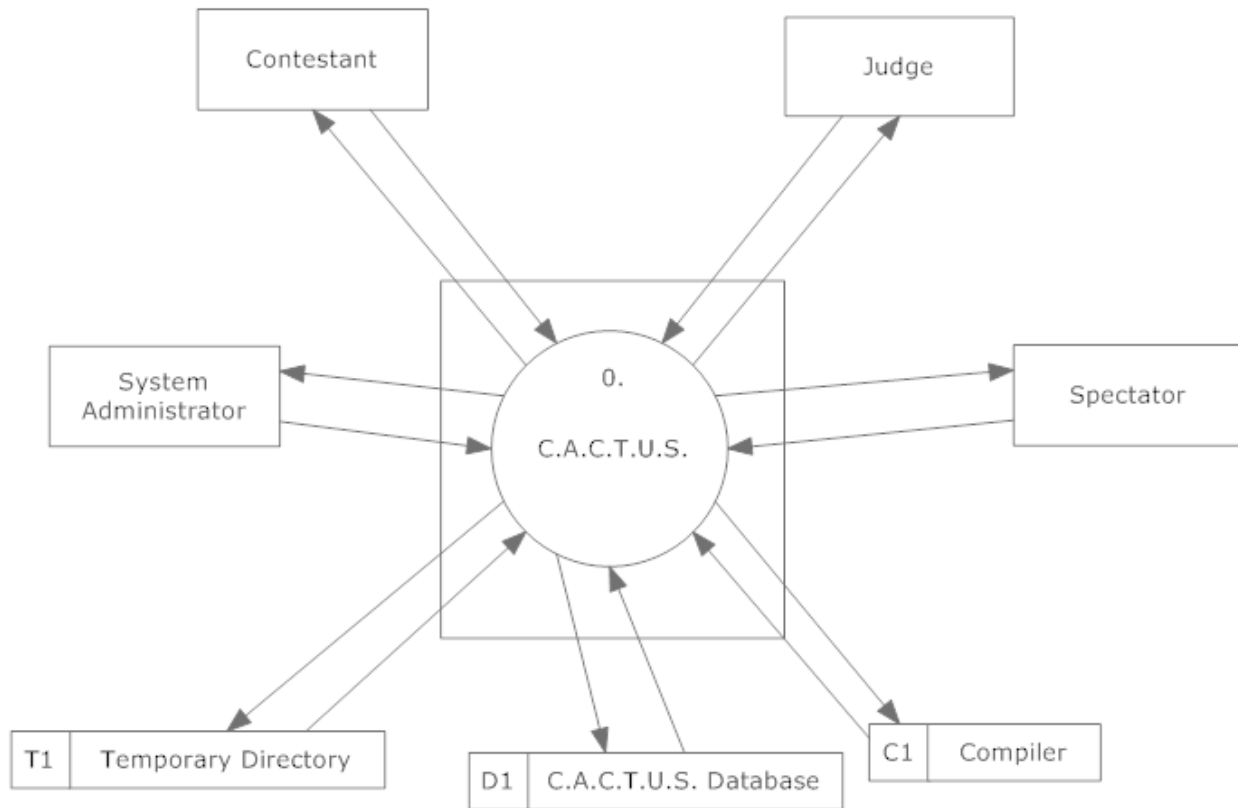 Contestant
Judge
System
Administrator
0.
C.A.C.T.U.S.
Spectator
T1 Temporary Directory
D1 C.A.C.T.U.S. Database
C1 Compiler